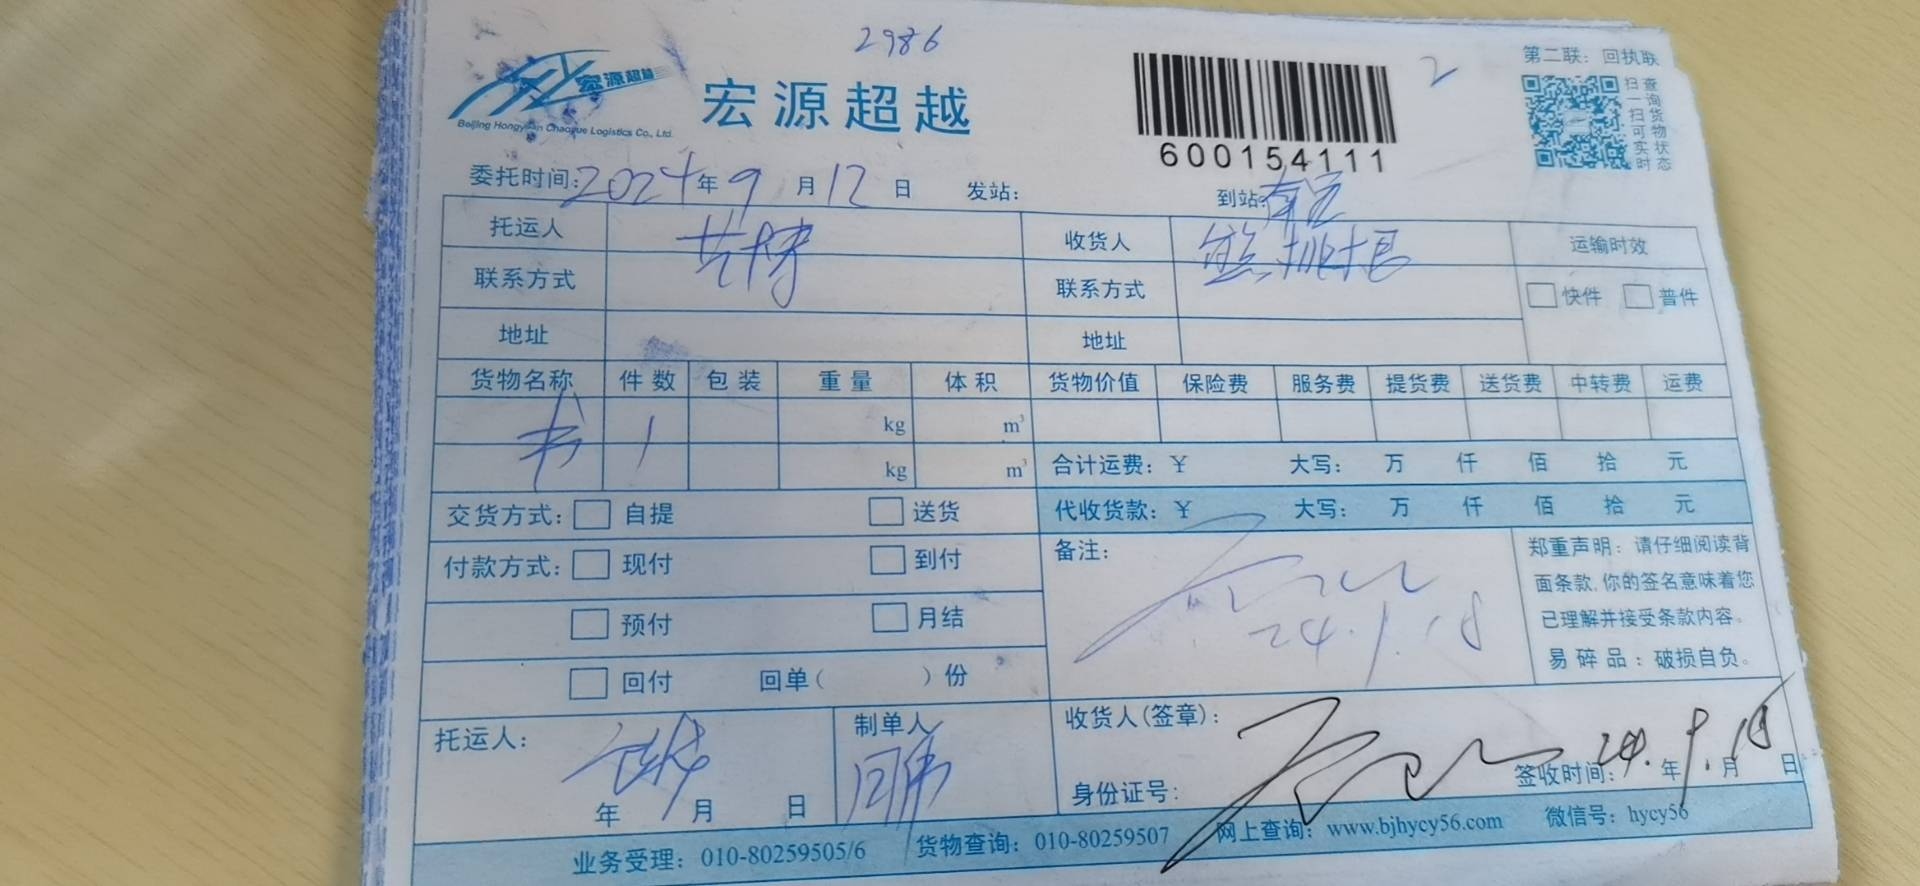 2986
2
第二联：回执联
宏源超越
宏源超越
Beijing Hongyuan Chaoyue Logistics Co., Ltd.
600154111
扫一扫可实时
查询货物状态
委托时间：2024年9月12日 发站： 到站：
托运人 收货人 运输时效
联系方式 联系方式 快件 普件
地址 地址
货物名称 件数 包装 重量 体积 货物价值 保险费 服务费 提货费 送货费 中转费 运费
书 1 kg m³
kg m³ 合计运费：￥ 大写： 万 仟 佰 拾 元
交货方式： 自提 送货 代收货款：￥ 大写： 万 仟 佰 拾 元
付款方式： 现付 到付 备注：
预付 月结
回付 回单（ ）份
郑重声明：请仔细阅读背
面条款,你的签名意味着您
已理解并接受条款内容。
易碎品：破损自负。
24.9.18
托运人： 制单人 收货人(签章)：
年 月 日 身份证号： 签收时间：24.年9.月18日
业务受理：010-80259505/6 货物查询：010-80259507 网上查询：www.bjhycy56.com 微信号：hycy56